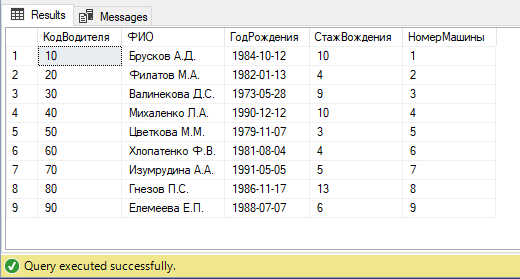 Results Messages
КодВодителя ФИО ГодРождения СтажВождения НомерМашины
1 10 Брусков А.Д. 1984-10-12 10 1
2 20 Филатов М.А. 1982-01-13 4 2
3 30 Валинекова Д.С. 1973-05-28 9 3
4 40 Михаленко Л.А. 1990-12-12 10 4
5 50 Цветкова М.М. 1979-11-07 3 5
6 60 Хлопатенко Ф.В. 1981-08-04 4 6
7 70 Изумрудина А.А. 1991-05-05 5 7
8 80 Гнезов П.С. 1986-11-17 13 8
9 90 Елемеева Е.П. 1988-07-07 6 9
Query executed successfully.